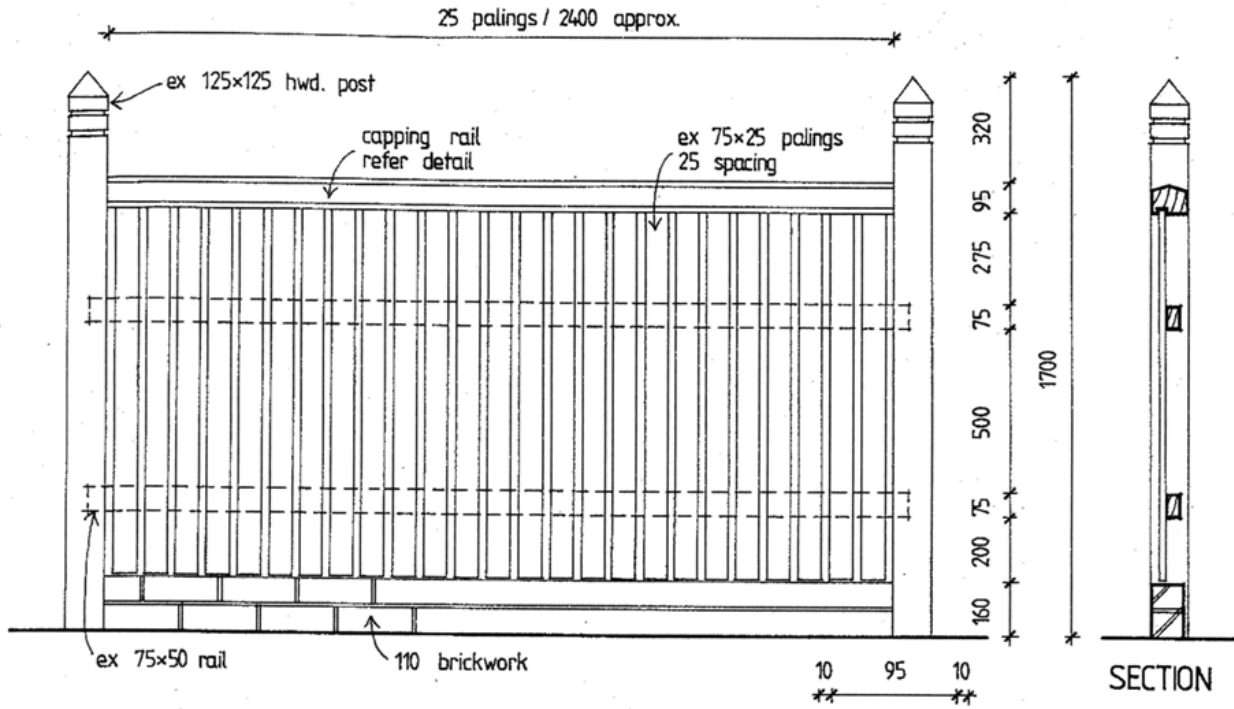 25 palings / 2400 approx.
ex 125×125 hwd. post
capping rail
refer detail
ex 75×25 palings
25 spacing
320
95
275
75
500
75
200
160
1700
ex 75×50 rail
110 brickwork
10 95 10
SECTION